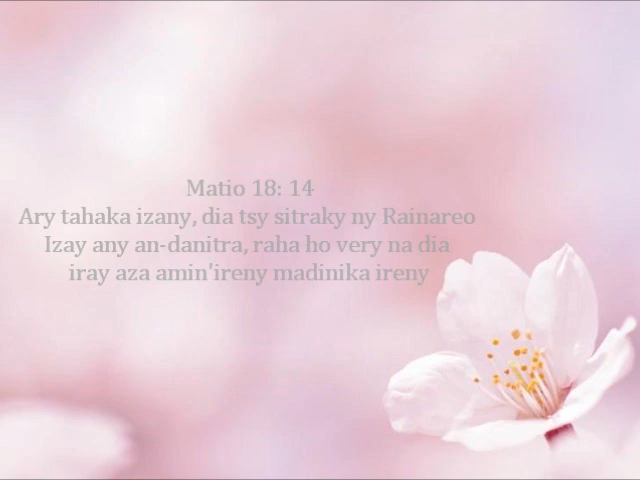 Matio 18: 14
Ary tahaka izany, dia tsy sitraky ny Rainareo
Izay any an-danitra, raha ho very na dia
iray aza amin'ireny madinika ireny